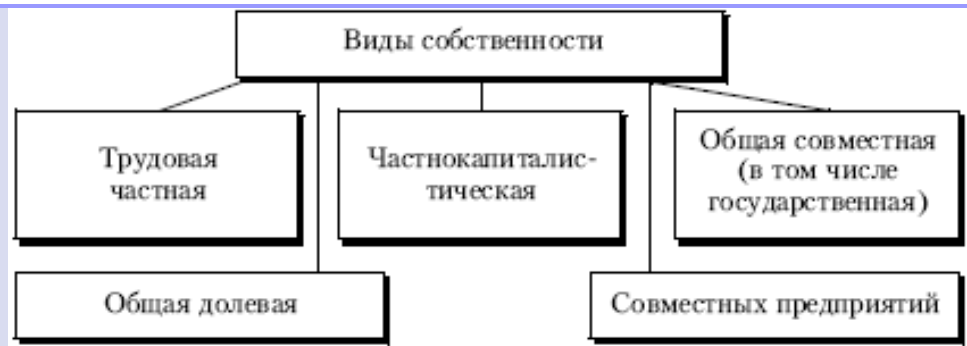 Виды собственности
Трудовая
частная
Частнокапиталис-
тическая
Общая совместная
(в том числе
государственная)
Общая долевая
Совместных предприятий